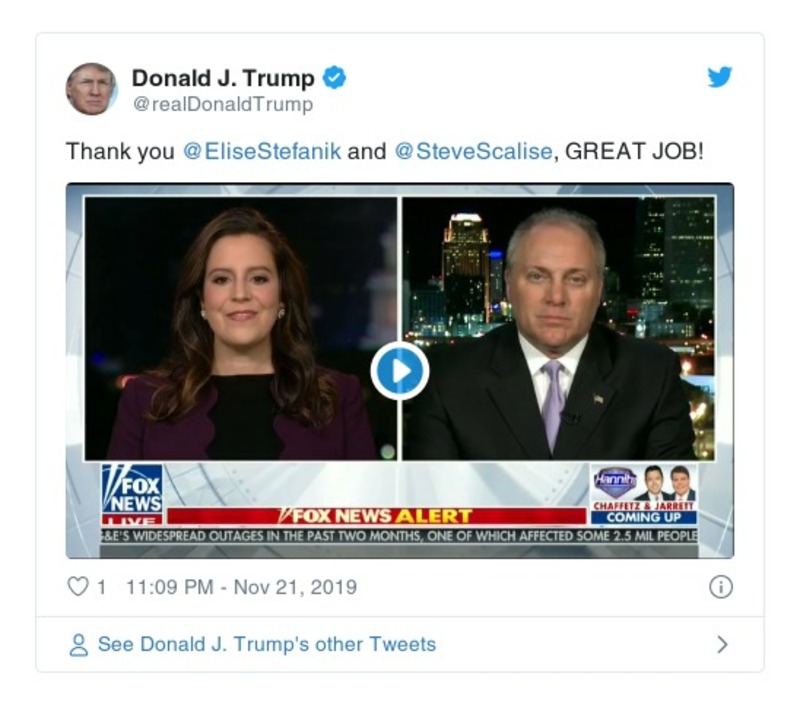 Donald J. Trump
@realDonaldTrump
Thank you @EliseStefanik and @SteveScalise, GREAT JOB!
FOX
NEWS
LIVE
FOX NEWS ALERT
Hannity
CHAFFETZ & JARRETT
COMING UP
G&E'S WIDESPREAD OUTAGES IN THE PAST TWO MONTHS, ONE OF WHICH AFFECTED SOME 2.5 MIL PEOPLE
1 11:09 PM - Nov 21, 2019
See Donald J. Trump's other Tweets